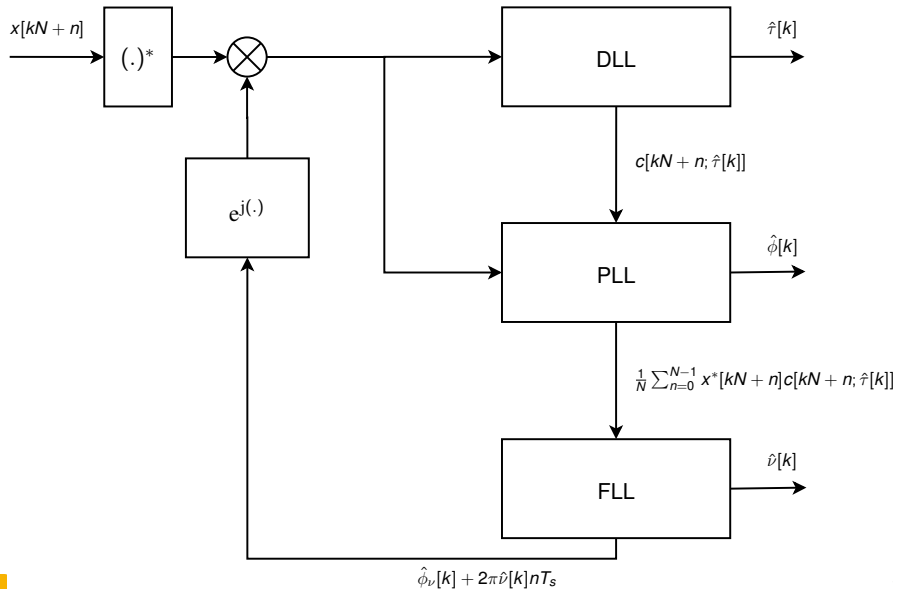 x[kN + n]
(.)*
DLL
τ̂[k]
c[kN + n; τ̂[k]]
e^{j(.)}
PLL
ϕ̂[k]
1/N ∑_{n=0}^{N−1} x*[kN + n]c[kN + n; τ̂[k]]
FLL
ν̂[k]
ϕ̂_ν[k] + 2πν̂[k]nT_s